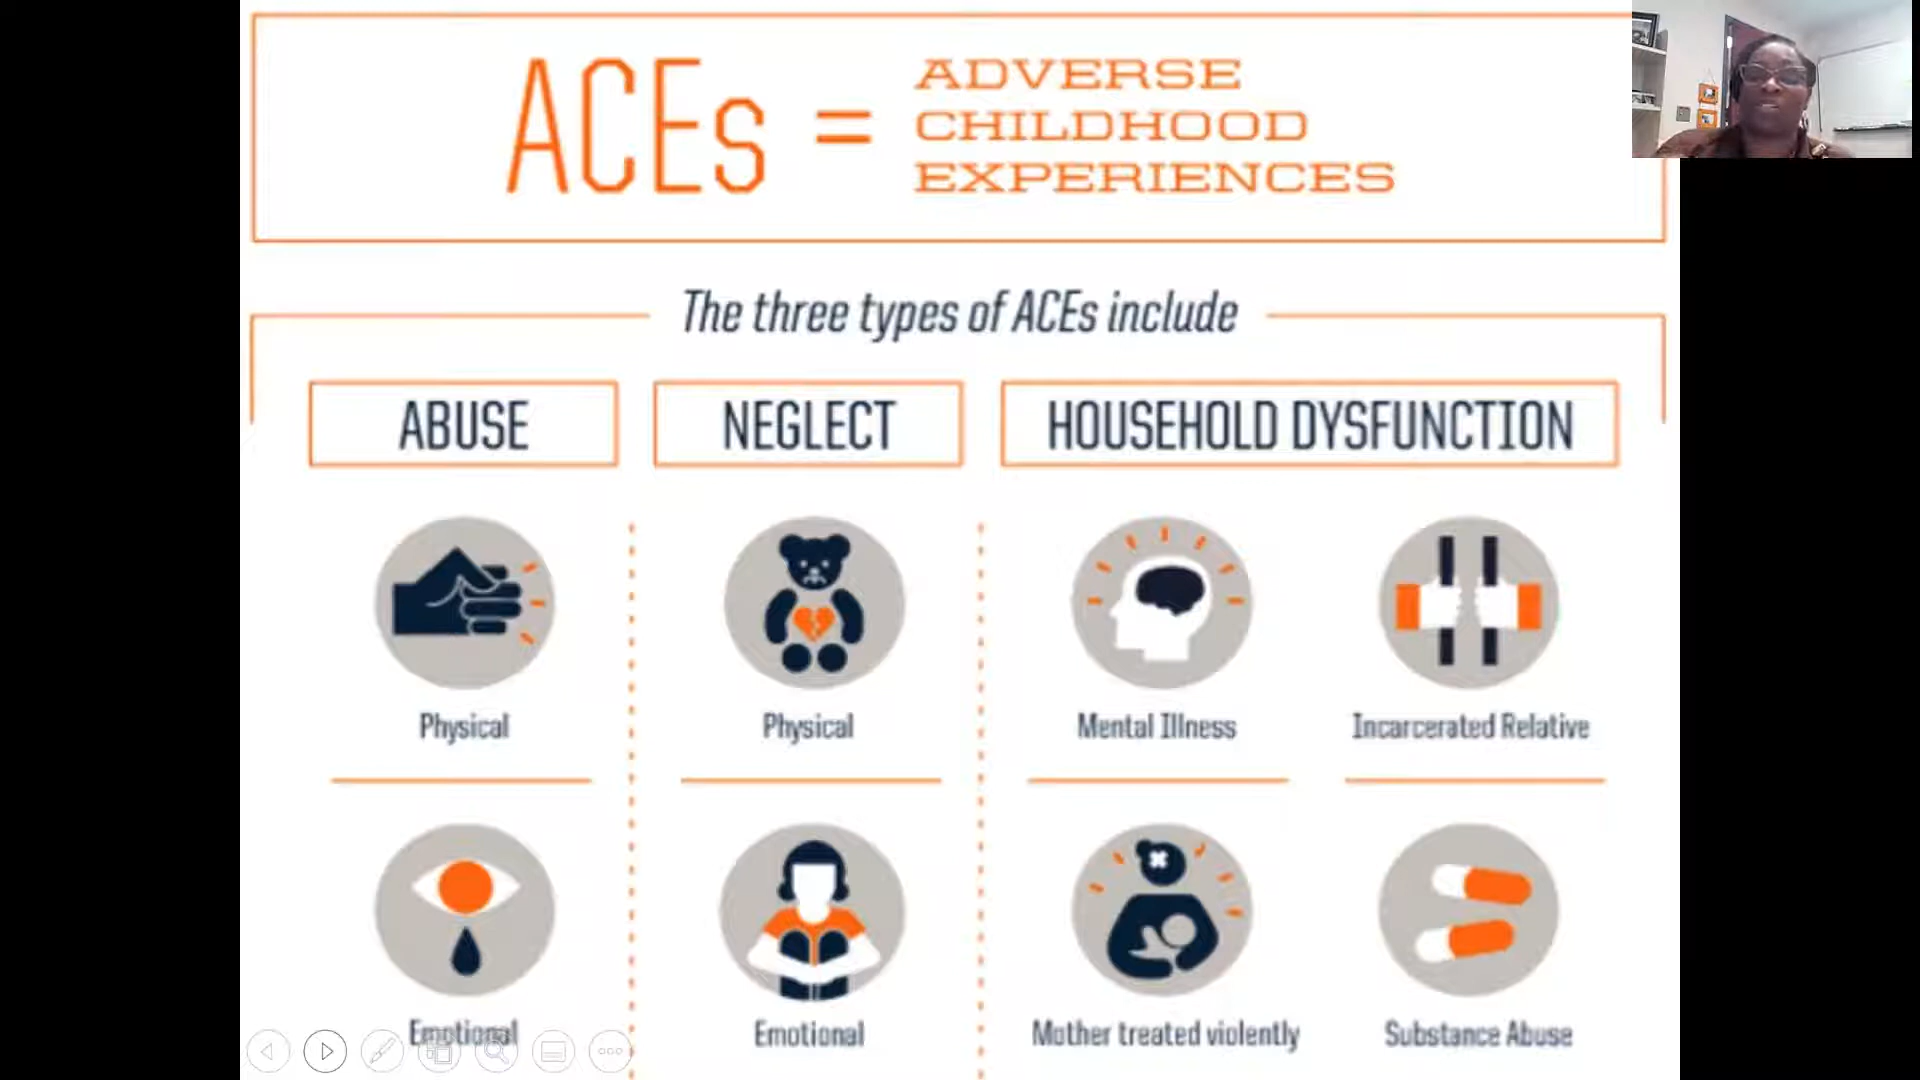 ACEs =
ADVERSE
CHILDHOOD
EXPERIENCES
The three types of ACEs include
ABUSE
NEGLECT
HOUSEHOLD DYSFUNCTION
Physical
Physical
Mental Illness
Incarcerated Relative
Emotional
Emotional
Mother treated violently
Substance Abuse